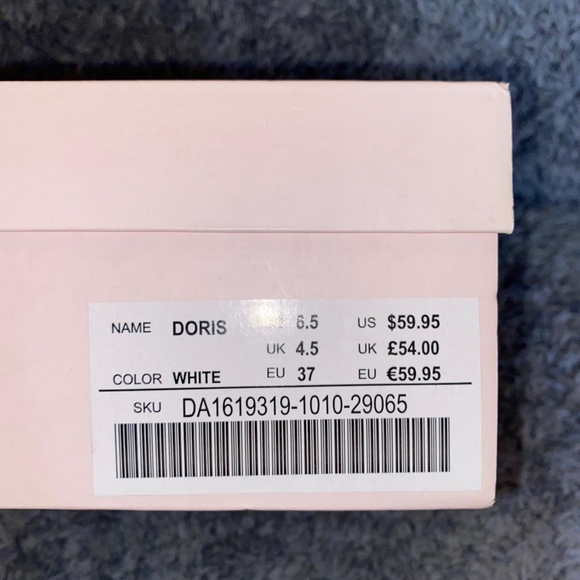 NAME DORIS 6.5 US $59.95
UK 4.5 UK £54.00
COLOR WHITE EU 37 EU €59.95
SKU DA1619319-1010-29065